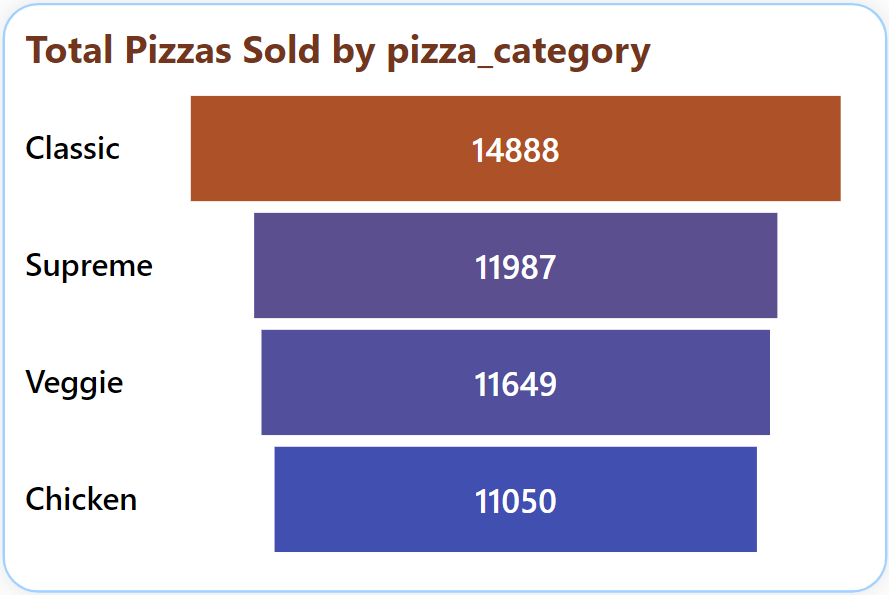 Total Pizzas Sold by pizza_category
Classic 14888
Supreme 11987
Veggie 11649
Chicken 11050